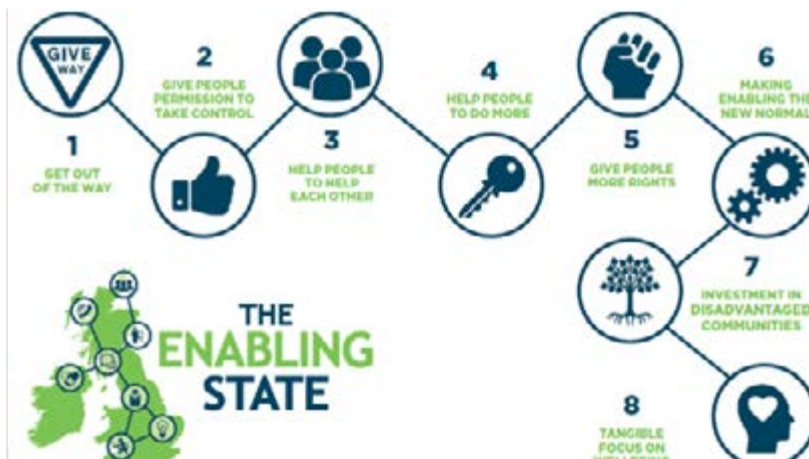 GIVE
WAY
1
GET OUT
OF THE WAY
2
GIVE PEOPLE
PERMISSION TO
TAKE CONTROL
3
HELP PEOPLE
TO HELP
EACH OTHER
4
HELP PEOPLE
TO DO MORE
5
GIVE PEOPLE
MORE RIGHTS
6
MAKING
ENABLING THE
NEW NORMAL
7
INVESTMENT IN
DISADVANTAGED
COMMUNITIES
8
TANGIBLE
FOCUS ON
WELLBEING
THE
ENABLING
STATE